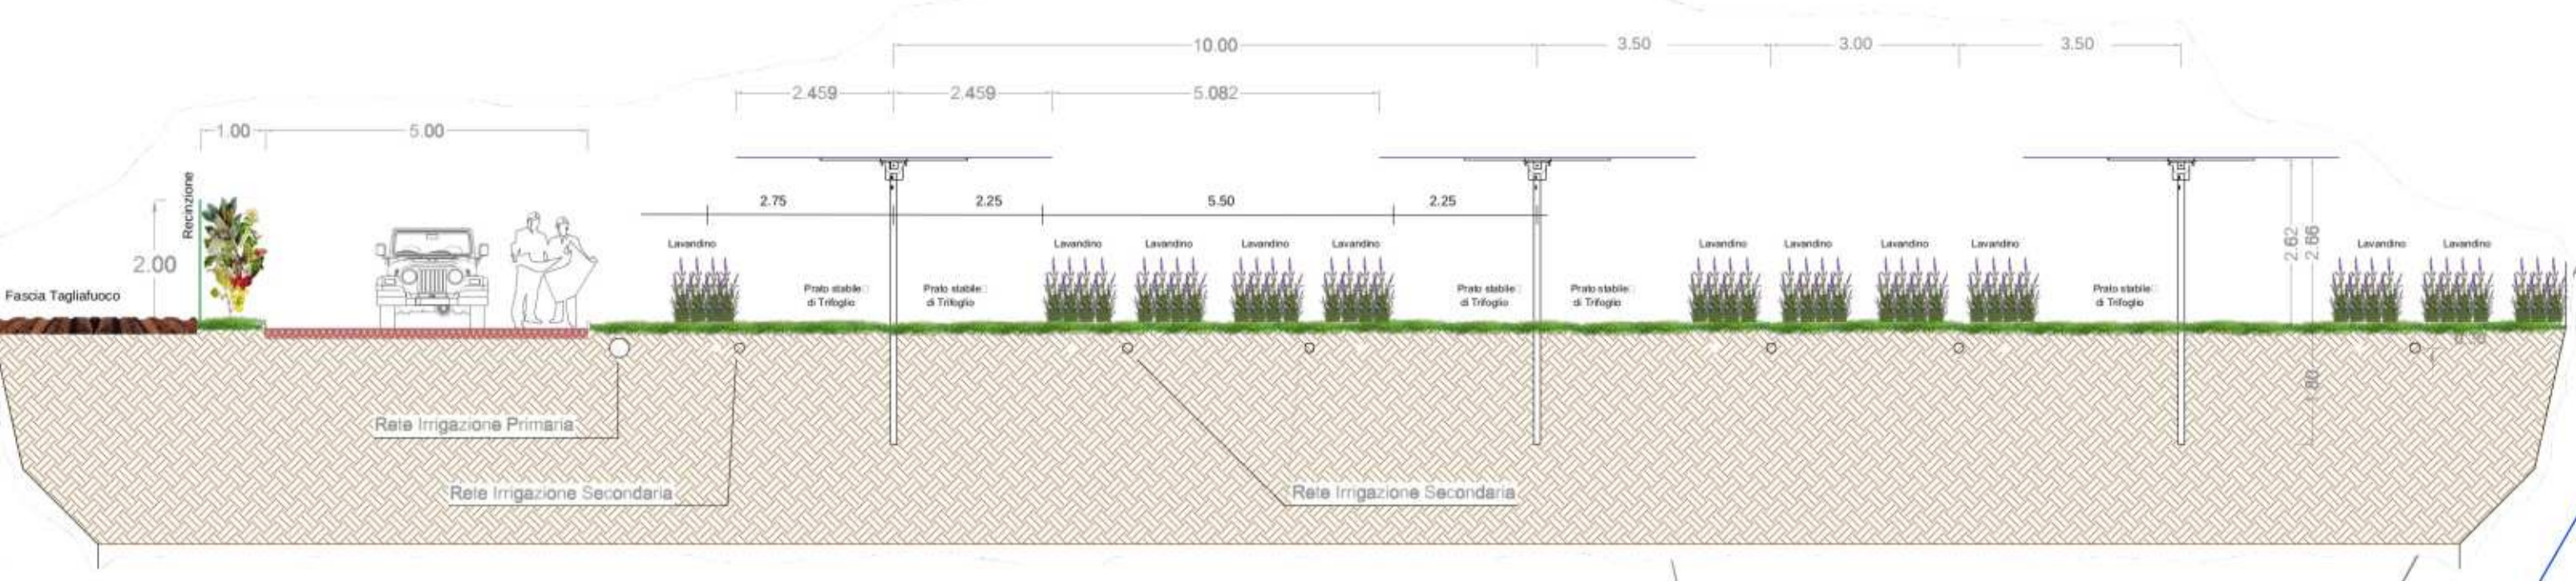 10.00
3.50
3.00
3.50
2.459
2.459
5.082
1.00
5.00
Recinzione
2.75
2.25
5.50
2.25
2.00
Fascia Tagliafuoco
Lavandino
Lavandino
Lavandino
Lavandino
Lavandino
Lavandino
Lavandino
Lavandino
Lavandino
Lavandino
Lavandino
2.62
2.66
Prato stabile
di Trifoglio
Prato stabile
di Trifoglio
Prato stabile
di Trifoglio
Prato stabile
di Trifoglio
Prato stabile
di Trifoglio
1.80
Rete Irrigazione Primaria
Rete Irrigazione Secondaria
Rete Irrigazione Secondaria